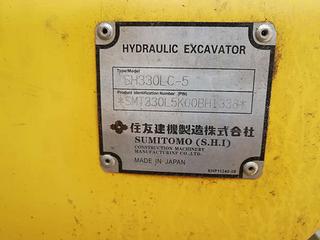 HYDRAULIC EXCAVATOR
Type/Model
SH330LC-5
Product Identification Number (PIN)
*SMT330L5K00BH1336*
住友建機製造株式会社
SUMITOMO (S.H.I)
CONSTRUCTION MACHINERY
MANUFACTURING CO.,LTD.
MADE IN JAPAN